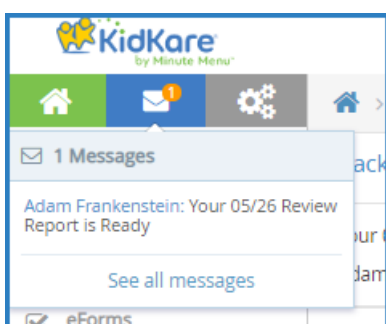 KidKare
by Minute Menu
1
>
1 Messages
Adam Frankenstein: Your 05/26 Review
Report is Ready
See all messages
eForms